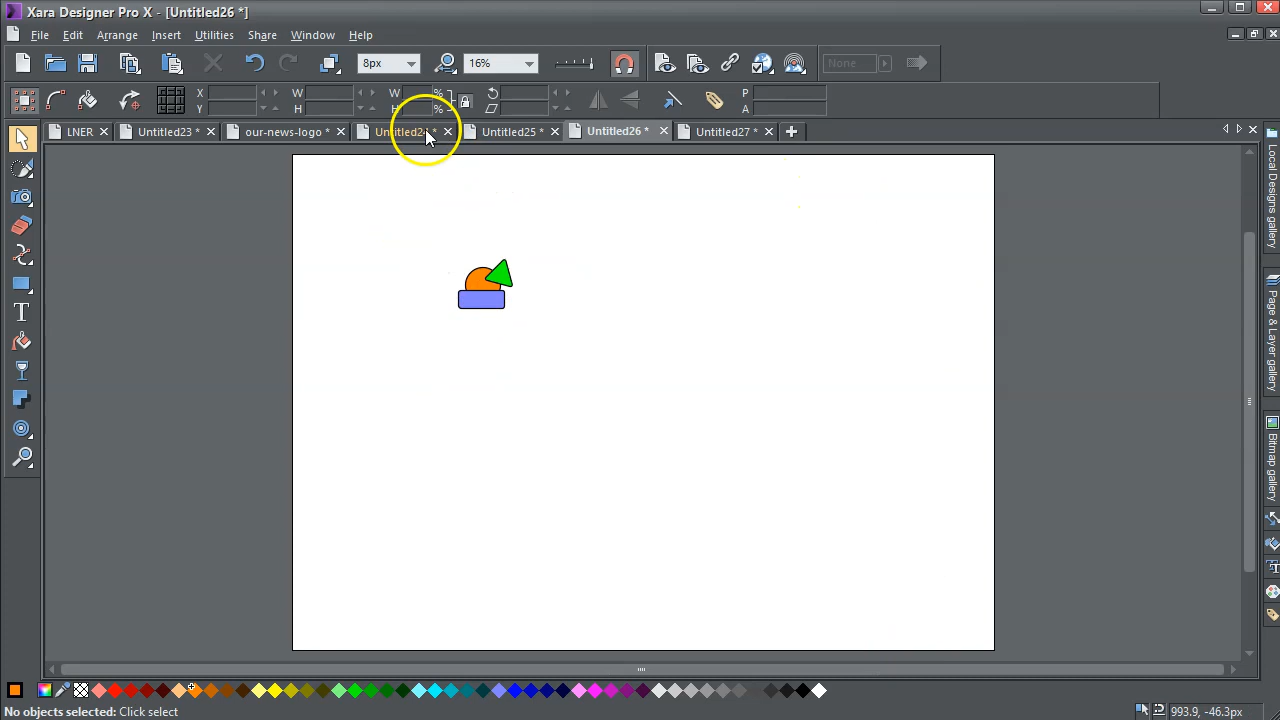 Xara Designer Pro X - [Untitled26 *]
File Edit Arrange Insert Utilities Share Window Help
8px 16% None
X W W % P
Y H H % A
LNER Untitled23 * our-news-logo * Untitled24 * Untitled25 * Untitled26 * Untitled27 *
Local Designs gallery
Page & Layer gallery
Bitmap gallery
No objects selected: Click select 993.9, -46.3px